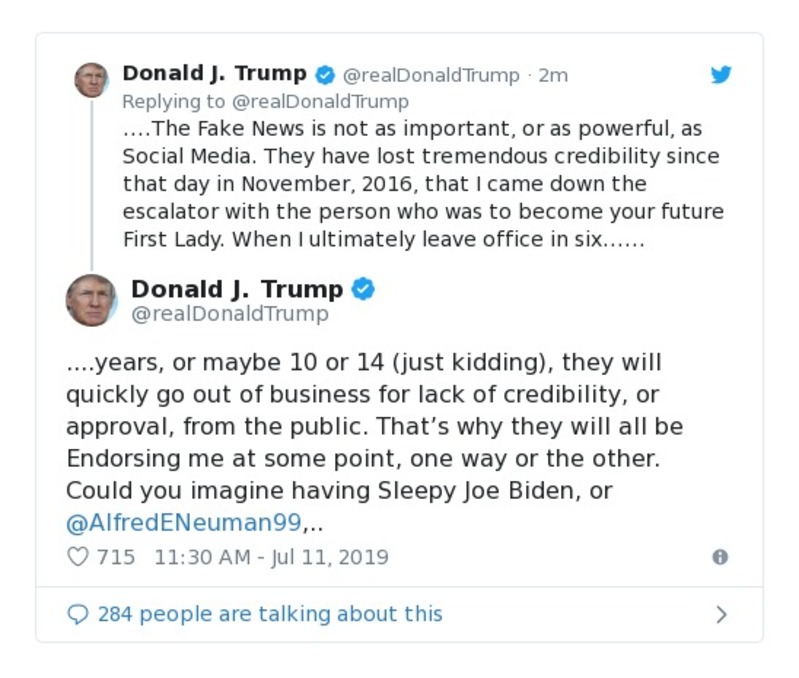 Donald J. Trump @realDonaldTrump · 2m
Replying to @realDonaldTrump
....The Fake News is not as important, or as powerful, as
Social Media. They have lost tremendous credibility since
that day in November, 2016, that I came down the
escalator with the person who was to become your future
First Lady. When I ultimately leave office in six......
Donald J. Trump
@realDonaldTrump
....years, or maybe 10 or 14 (just kidding), they will
quickly go out of business for lack of credibility, or
approval, from the public. That’s why they will all be
Endorsing me at some point, one way or the other.
Could you imagine having Sleepy Joe Biden, or
@AlfredENeuman99,..
715 11:30 AM - Jul 11, 2019
284 people are talking about this